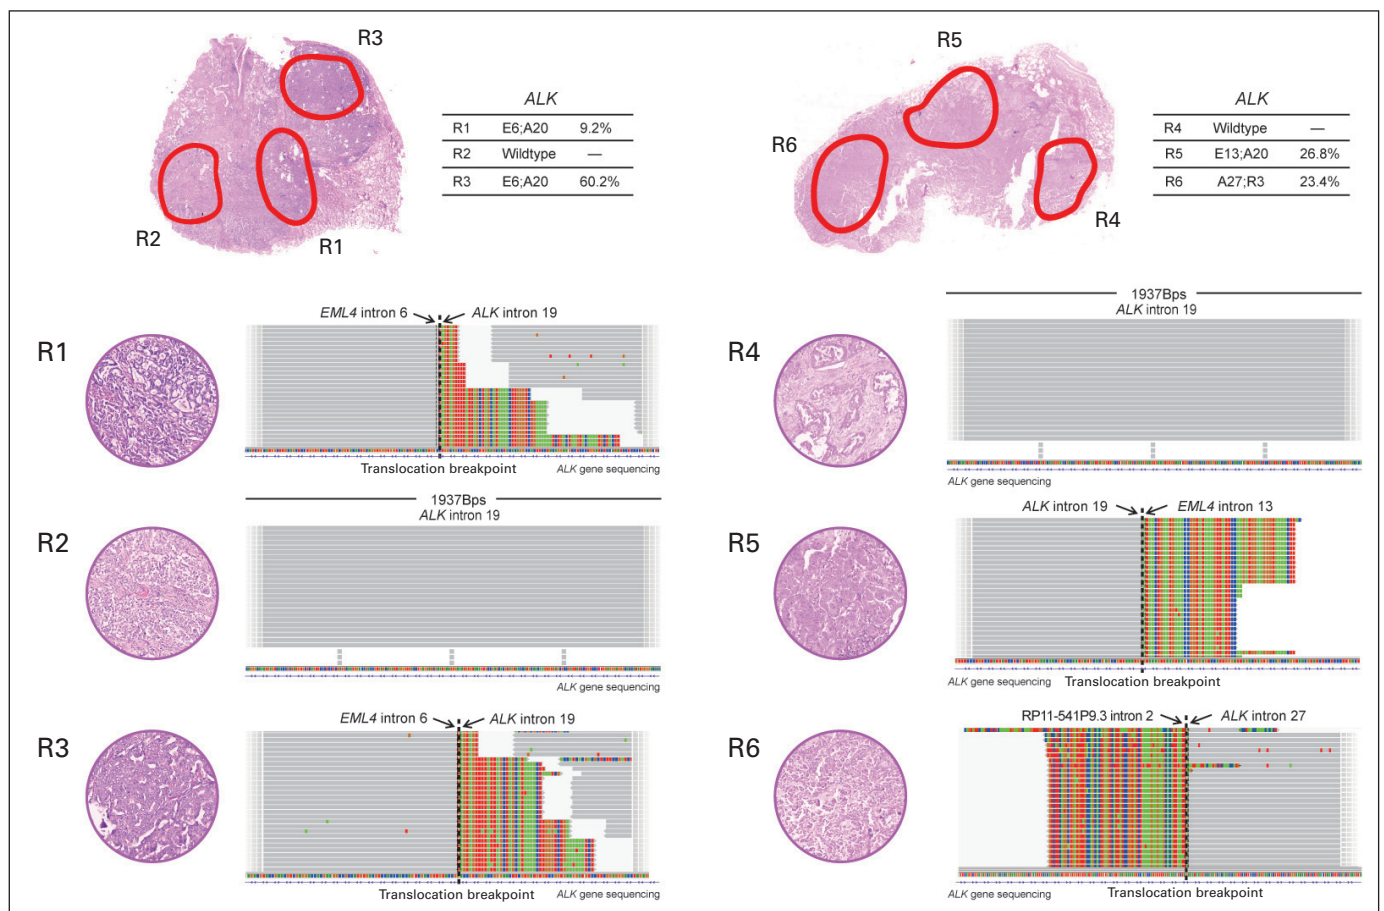 R3
R2
R1
ALK
R1 E6;A20 9.2%
R2 Wildtype —
R3 E6;A20 60.2%
R5
R6
R4
ALK
R4 Wildtype —
R5 E13;A20 26.8%
R6 A27;R3 23.4%
R1
EML4 intron 6 ALK intron 19
Translocation breakpoint
ALK gene sequencing
R2
1937Bps
ALK intron 19
ALK gene sequencing
R3
EML4 intron 6 ALK intron 19
Translocation breakpoint
ALK gene sequencing
R4
1937Bps
ALK intron 19
ALK gene sequencing
R5
ALK intron 19 EML4 intron 13
ALK gene sequencing
Translocation breakpoint
R6
RP11-541P9.3 intron 2 ALK intron 27
ALK gene sequencing
Translocation breakpoint